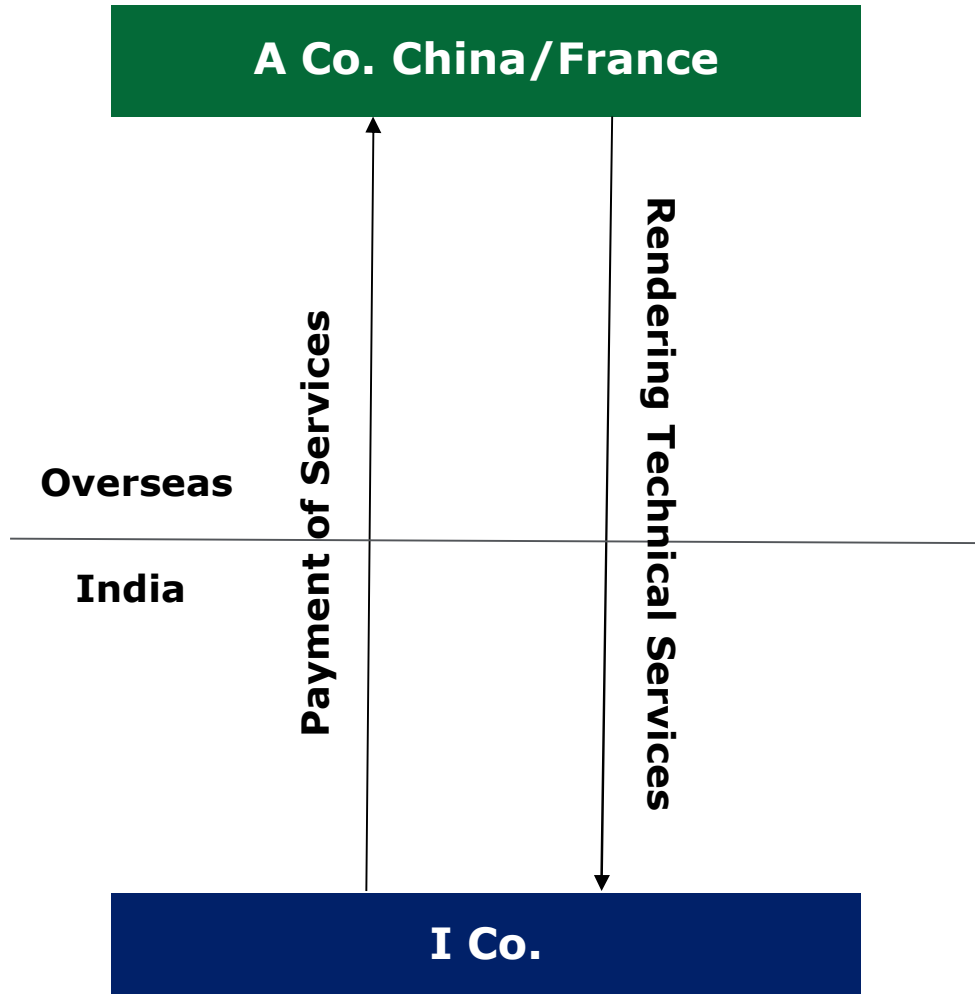 A Co. China/France
Payment of Services
Rendering Technical Services
Overseas
India
I Co.